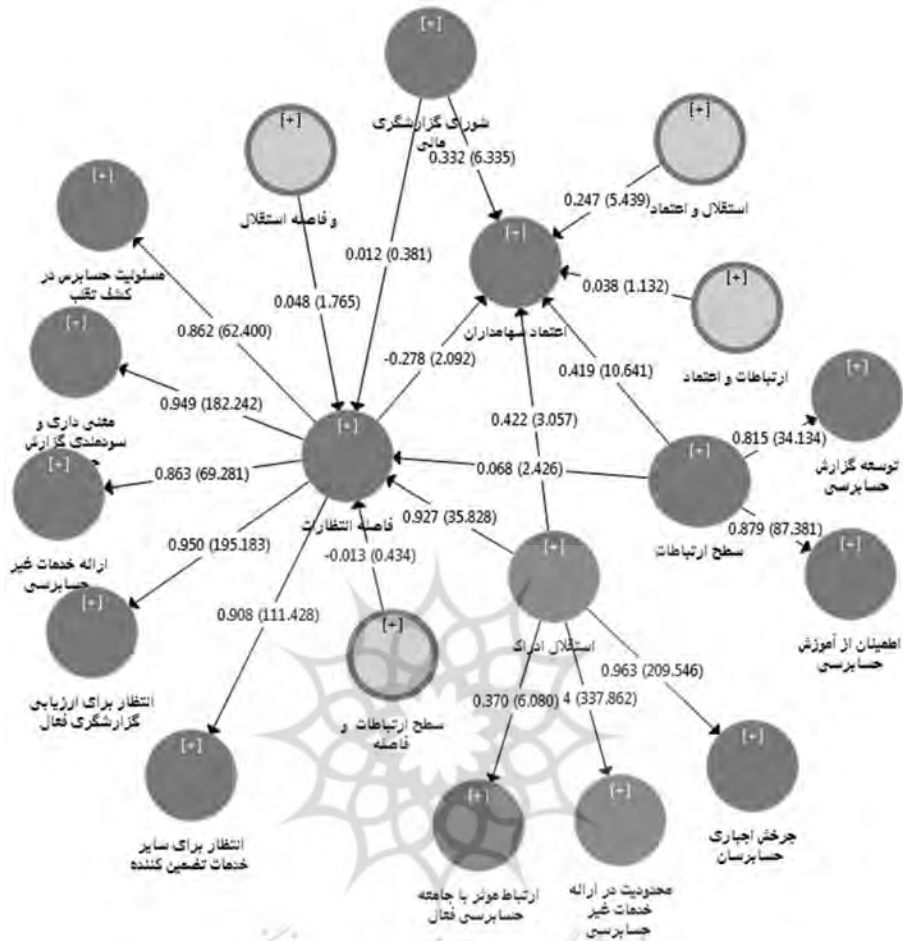 [+]
شورای گزارشگری
مالی
[+]
و فاصله استقلال
[+]
استقلال و اعتماد
[+]
مسئولیت حسابرس در
کشف تقلب
0.332 (6.335)
0.247 (5.439)
[+]
اعتماد سهامداران
0.012 (0.381)
0.048 (1.765)
0.038 (1.132)
[+]
ارتباطات و اعتماد
[+]
معنی داری و
سودمندی گزارش
0.862 (62.400)
-0.278 (2.092)
0.419 (10.641)
0.949 (182.242)
0.422 (3.057)
[+]
توسعه گزارش
حسابرسی
0.815 (34.134)
[+]
فاصله انتظارات
0.068 (2.426)
[+]
سطح ارتباطات
[+]
ارائه خدمات غیر
حسابرسی
0.863 (69.281)
0.927 (35.828)
0.879 (87.381)
0.950 (195.183)
-0.013 (0.434)
[+]
استقلال ادراک
[+]
اطمینان از آموزش
حسابرسی
[+]
انتظار برای ارزیابی
گزارشگری فعال
0.908 (111.428)
[+]
سطح ارتباطات و
فاصله
0.963 (209.546)
0.370 (6.080)
4 (337.862)
[+]
انتظار برای سایر
خدمات تضمین کننده
[+]
ارتباط موثر با جامعه
حسابرسی فعال
[+]
محدودیت در ارائه
خدمات غیر
حسابرسی
[+]
چرخش اجباری
حسابرسان